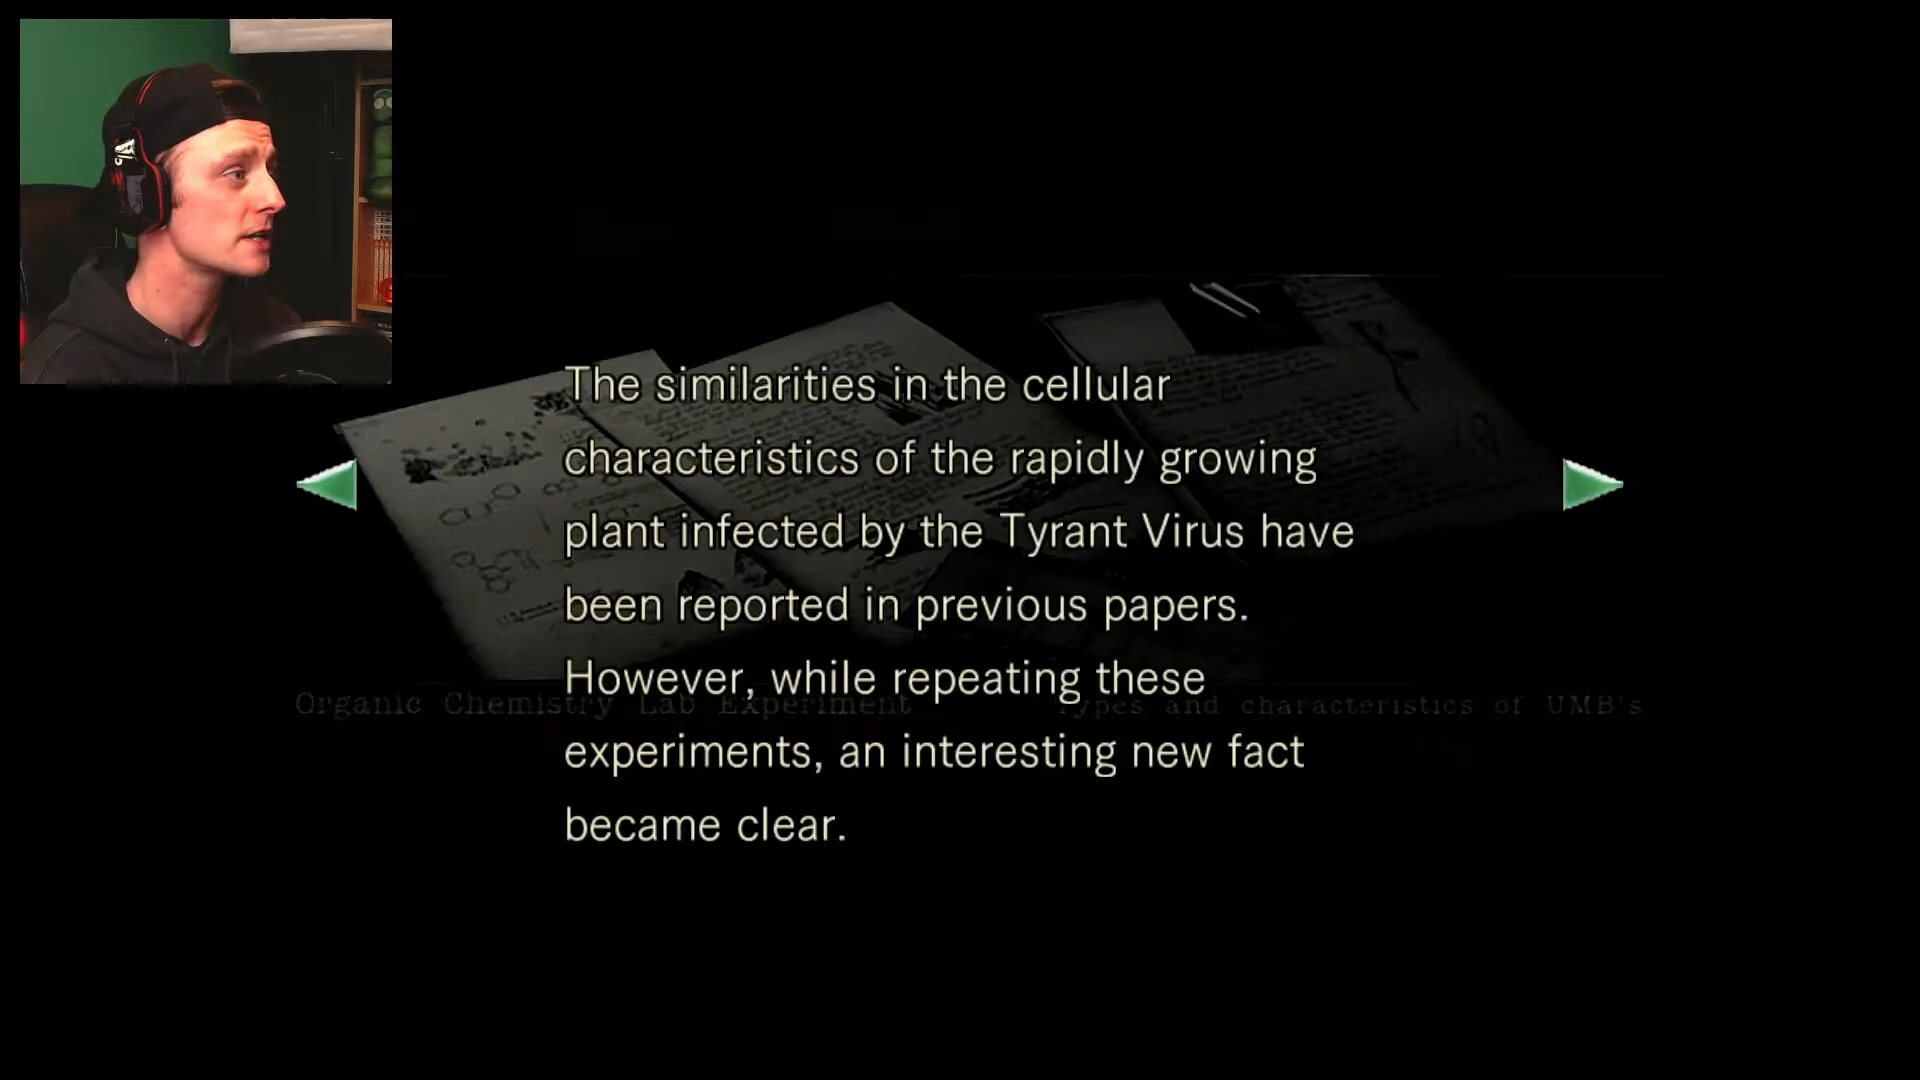 The similarities in the cellular
characteristics of the rapidly growing
plant infected by the Tyrant Virus have
been reported in previous papers.
However, while repeating these
Organic Chemistry Lab Experiment
Types and characteristics of UMB's
experiments, an interesting new fact
became clear.